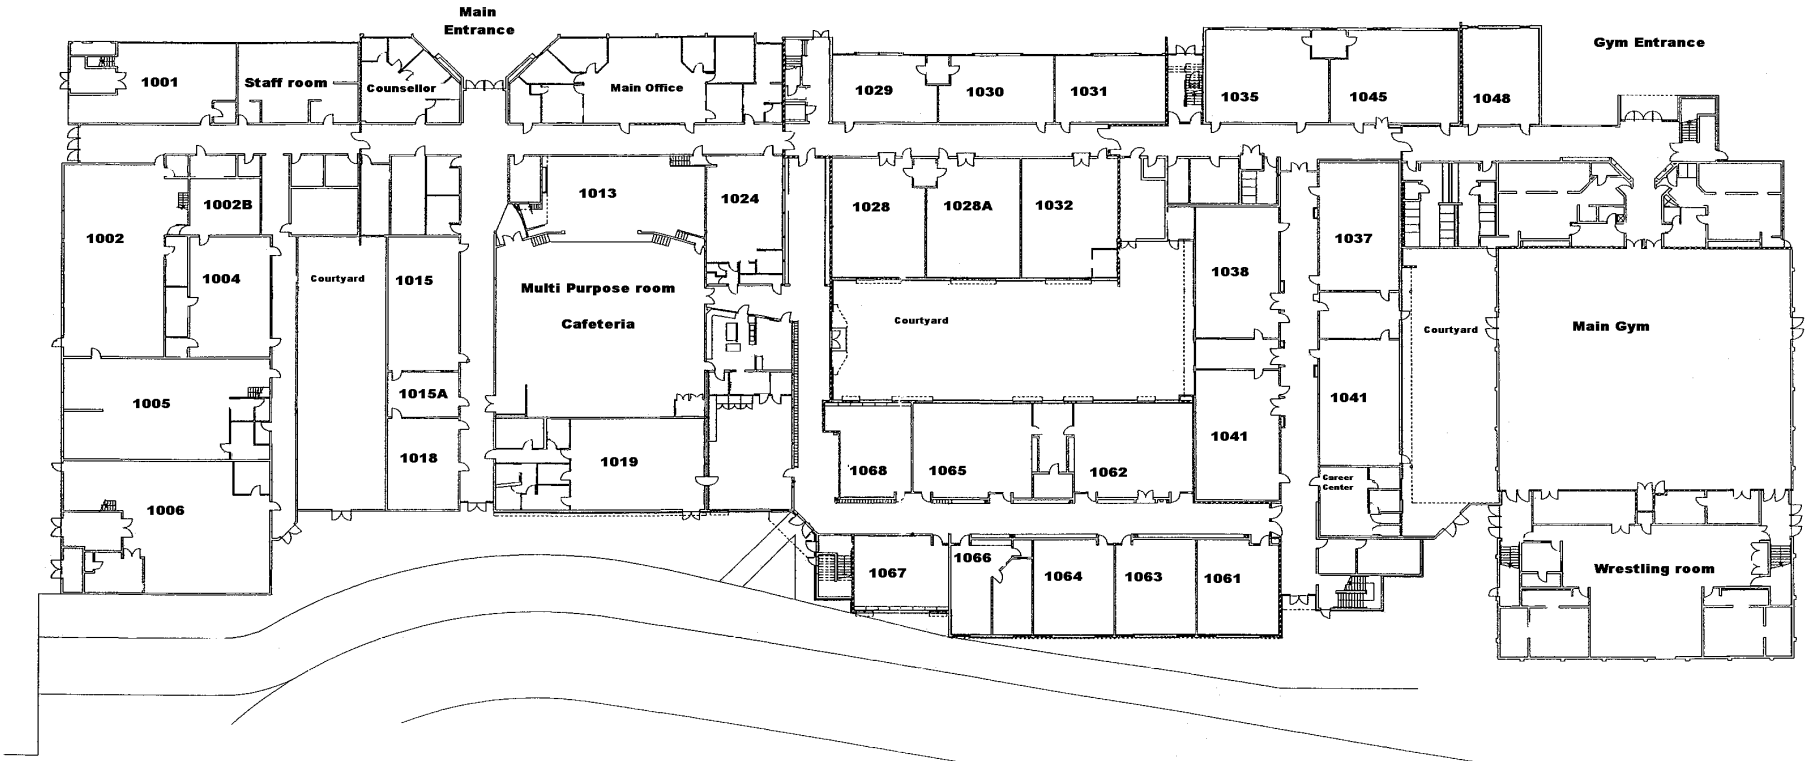 Main
Entrance
Gym Entrance
1001
Staff room
Counsellor
Main Office
1029
1030
1031
1035
1045
1048
1002
1002B
1004
Courtyard
1015
1013
1024
1028
1028A
1032
1038
1037
Multi Purpose room
Cafeteria
Courtyard
Courtyard
Main Gym
1005
1015A
1018
1019
1068
1065
1062
1041
1041
Career
Center
1006
1067
1066
1064
1063
1061
Wrestling room